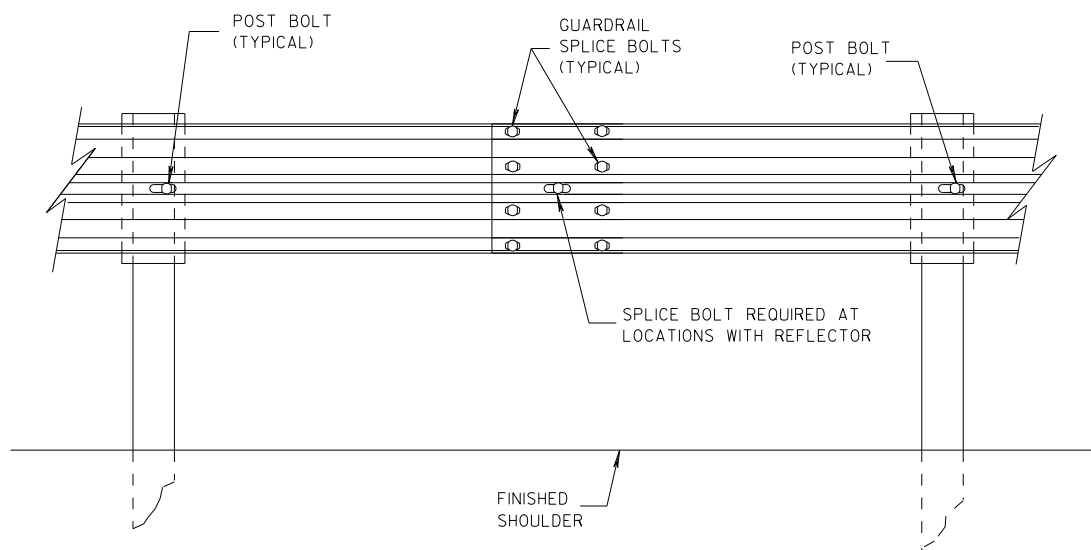 POST BOLT
(TYPICAL)
GUARDRAIL
SPLICE BOLTS
(TYPICAL)
POST BOLT
(TYPICAL)
SPLICE BOLT REQUIRED AT
LOCATIONS WITH REFLECTOR
FINISHED
SHOULDER